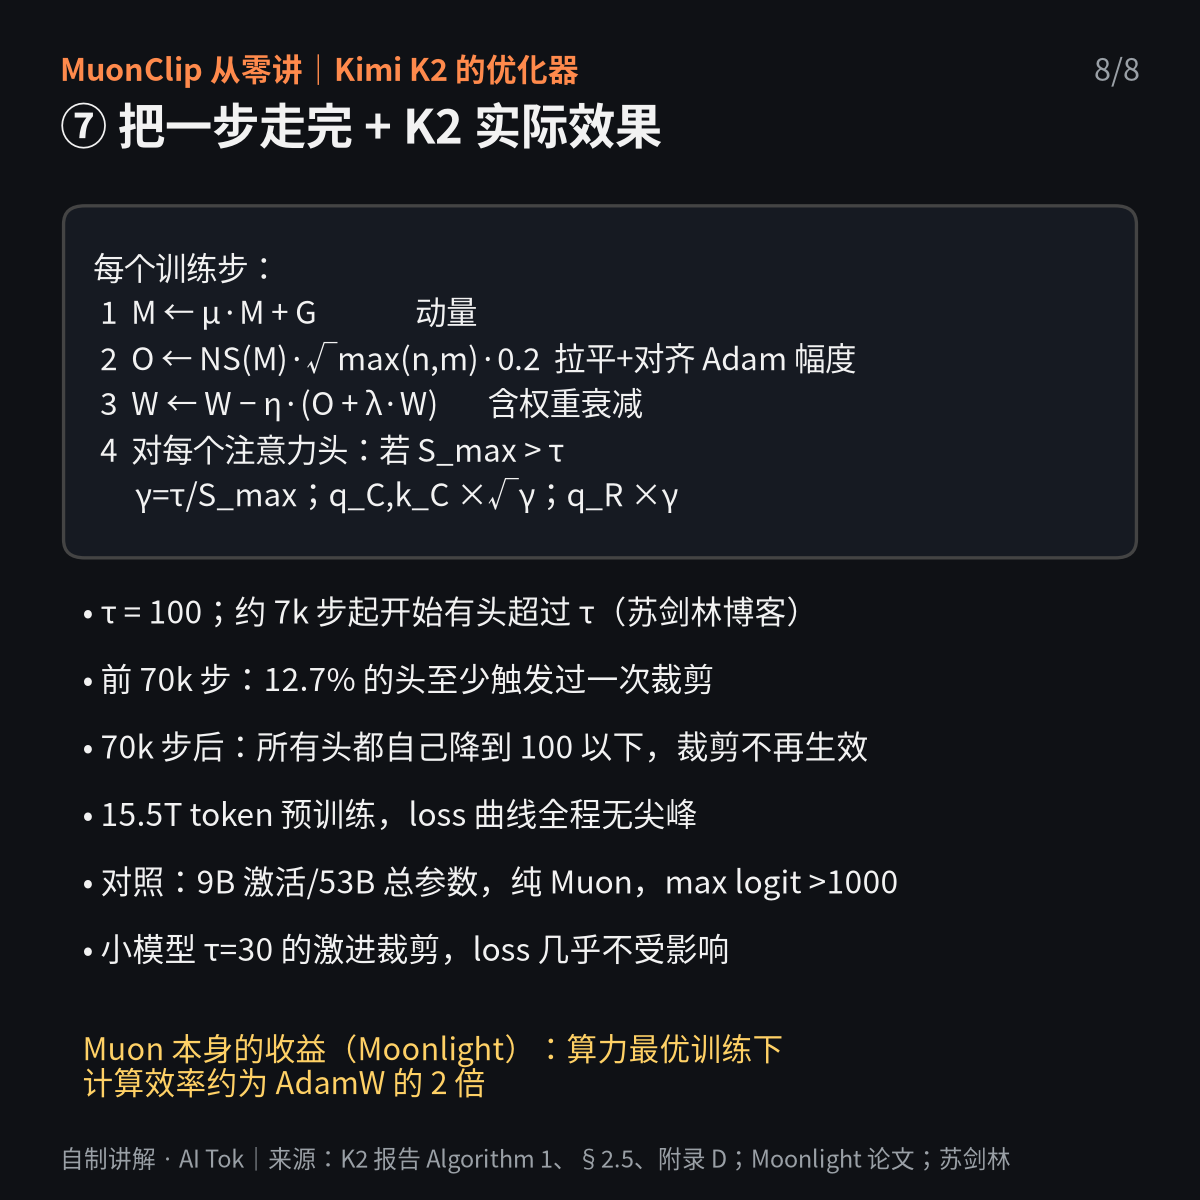 MuonClip 从零讲｜Kimi K2 的优化器
8/8
⑦ 把一步走完 + K2 实际效果
每个训练步：
1 M ← μ·M + G 动量
2 O ← NS(M)·√max(n,m)·0.2 拉平+对齐 Adam 幅度
3 W ← W − η·(O + λ·W) 含权重衰减
4 对每个注意力头：若 S_max > τ
γ=τ/S_max；q_C,k_C ×√γ；q_R ×γ
• τ = 100；约 7k 步起开始有头超过 τ（苏剑林博客）
• 前 70k 步：12.7% 的头至少触发过一次裁剪
• 70k 步后：所有头都自己降到 100 以下，裁剪不再生效
• 15.5T token 预训练，loss 曲线全程无尖峰
• 对照：9B 激活/53B 总参数，纯 Muon，max logit >1000
• 小模型 τ=30 的激进裁剪，loss 几乎不受影响
Muon 本身的收益（Moonlight）：算力最优训练下
计算效率约为 AdamW 的 2 倍
自制讲解 · AI Tok｜来源：K2 报告 Algorithm 1、§2.5、附录 D；Moonlight 论文；苏剑林